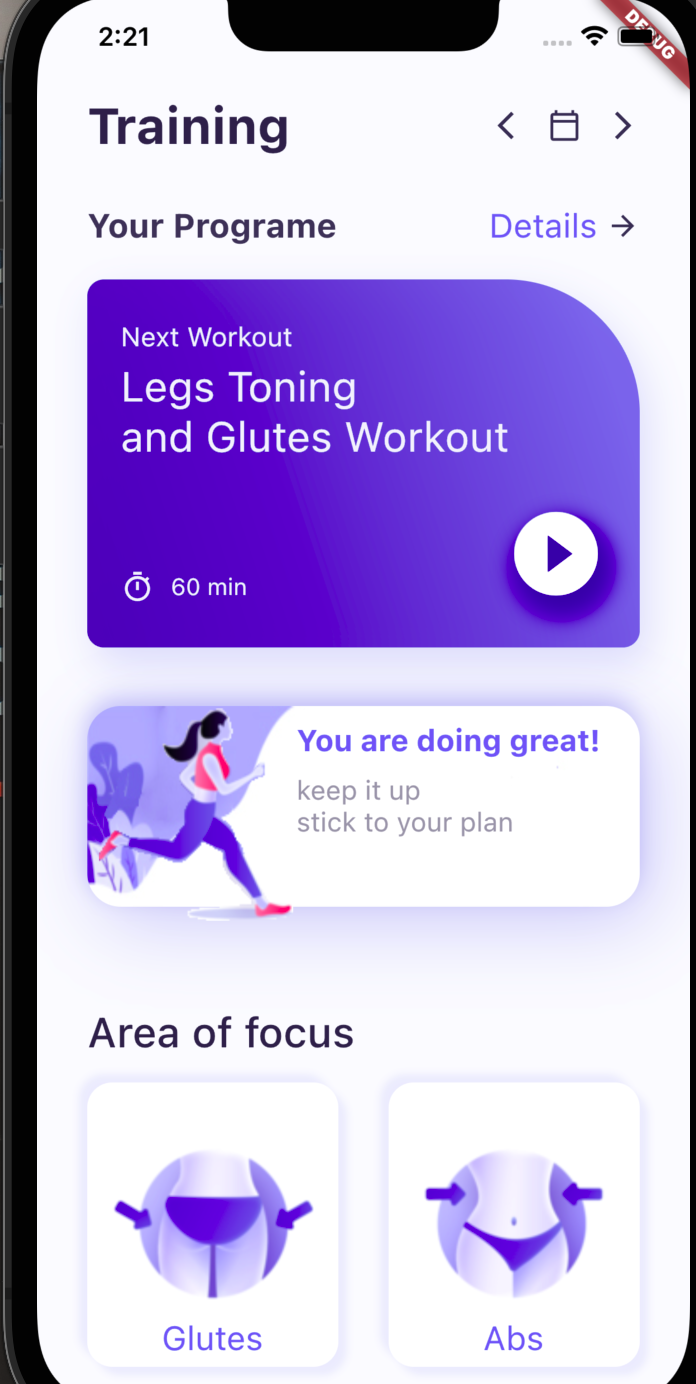 2:21
DEBUG
Training
Your Programe
Details
Next Workout
Legs Toning
and Glutes Workout
60 min
You are doing great!
keep it up
stick to your plan
Area of focus
Glutes
Abs